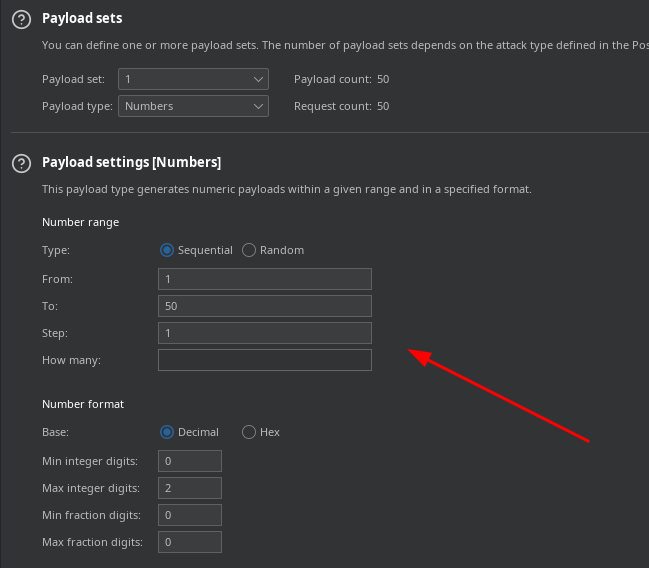 Payload sets
You can define one or more payload sets. The number of payload sets depends on the attack type defined in the Pos
Payload set: 1 Payload count: 50
Payload type: Numbers Request count: 50
Payload settings [Numbers]
This payload type generates numeric payloads within a given range and in a specified format.
Number range
Type: Sequential Random
From: 1
To: 50
Step: 1
How many:
Number format
Base: Decimal Hex
Min integer digits: 0
Max integer digits: 2
Min fraction digits: 0
Max fraction digits: 0